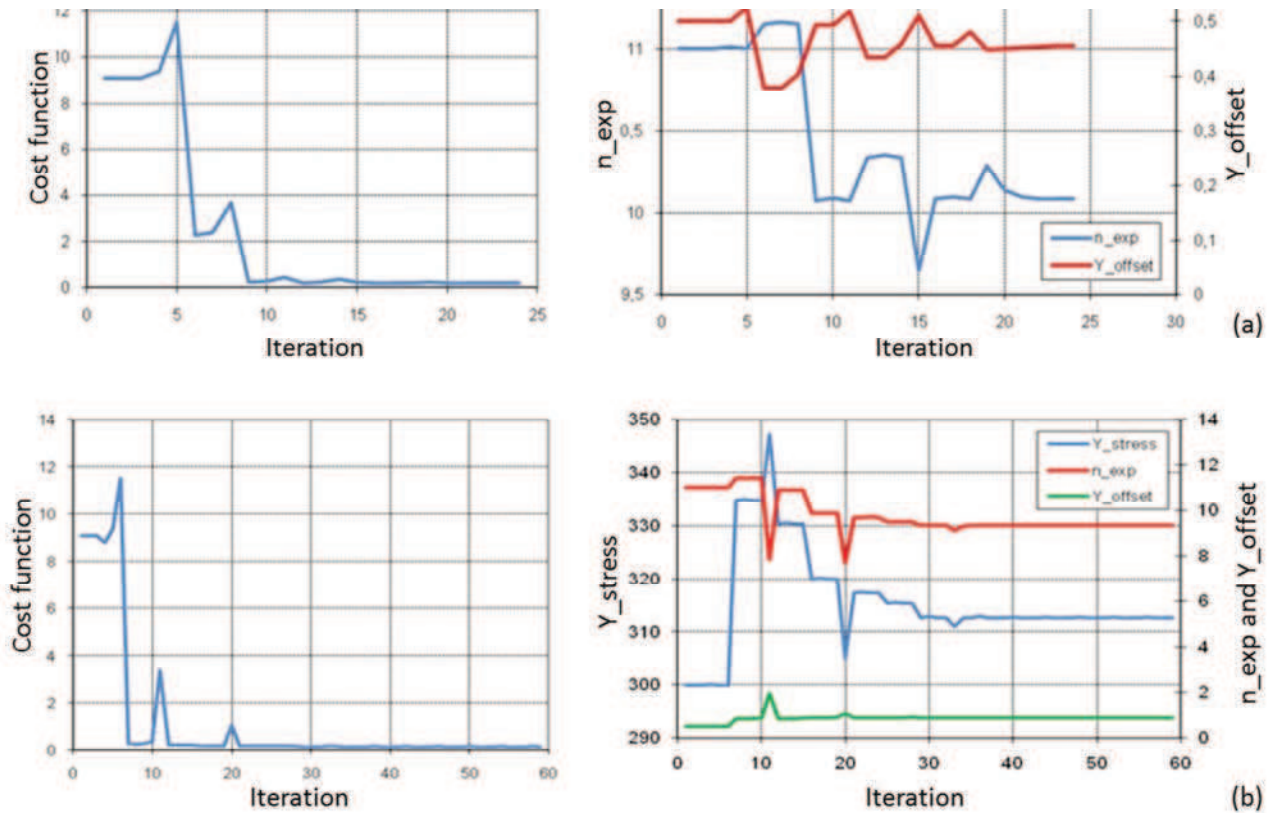 12
10
8
6
4
2
0
0 5 10 15 20 25
Cost function
Iteration
11
0,5
10
9,5
n_exp
0,5
0,4
0,3
0,2
0,1
0
Y_offset
n_exp
Y_offset
0 5 10 15 20 25 30
Iteration
(a)
14
12
10
8
6
4
2
0
0 10 20 30 40 50 60
Cost function
Iteration
350
340
330
320
310
300
290
Y_stress
14
12
10
8
6
4
2
0
n_exp and Y_offset
Y_stress
n_exp
Y_offset
0 10 20 30 40 50 60
Iteration
(b)